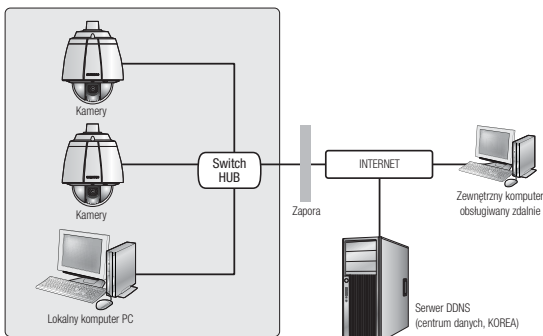 Kamery
Kamery
Lokalny komputer PC
Switch
HUB
Zapora
INTERNET
Zewnętrzny komputer
obsługiwany zdalnie
Serwer DDNS
(centrum danych, KOREA)